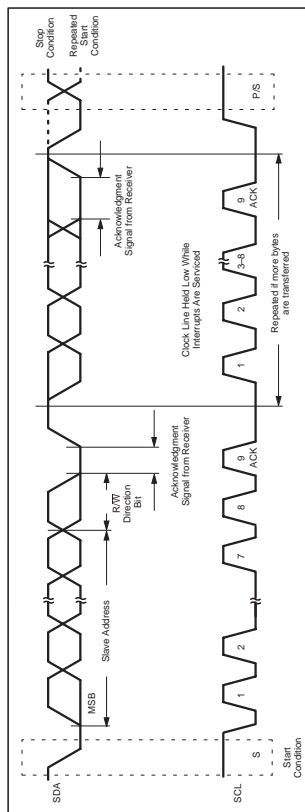 Stop
Condition
Repeated
Start
Condition
SDA
MSB
Slave Address
R/W̅
Direction
Bit
Acknowledgment
Signal from Receiver
Acknowledgment
Signal from Receiver
Clock Line Held Low While
Interrupts Are Serviced
SCL
S
1
2
7
8
9
ACK
1
2
3–8
9
ACK
P/S
Start
Condition
Repeated if more bytes
are transferred